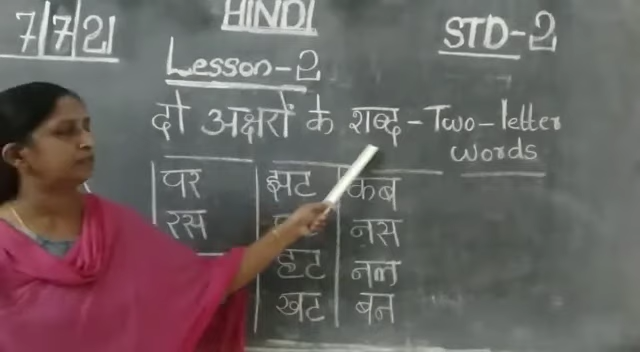 7/7/21
HINDI
STD-2
Lesson-2
दो अक्षरों के शब्द - Two-letter
words
पर झट कब
रस नस
हट नल
खट बन